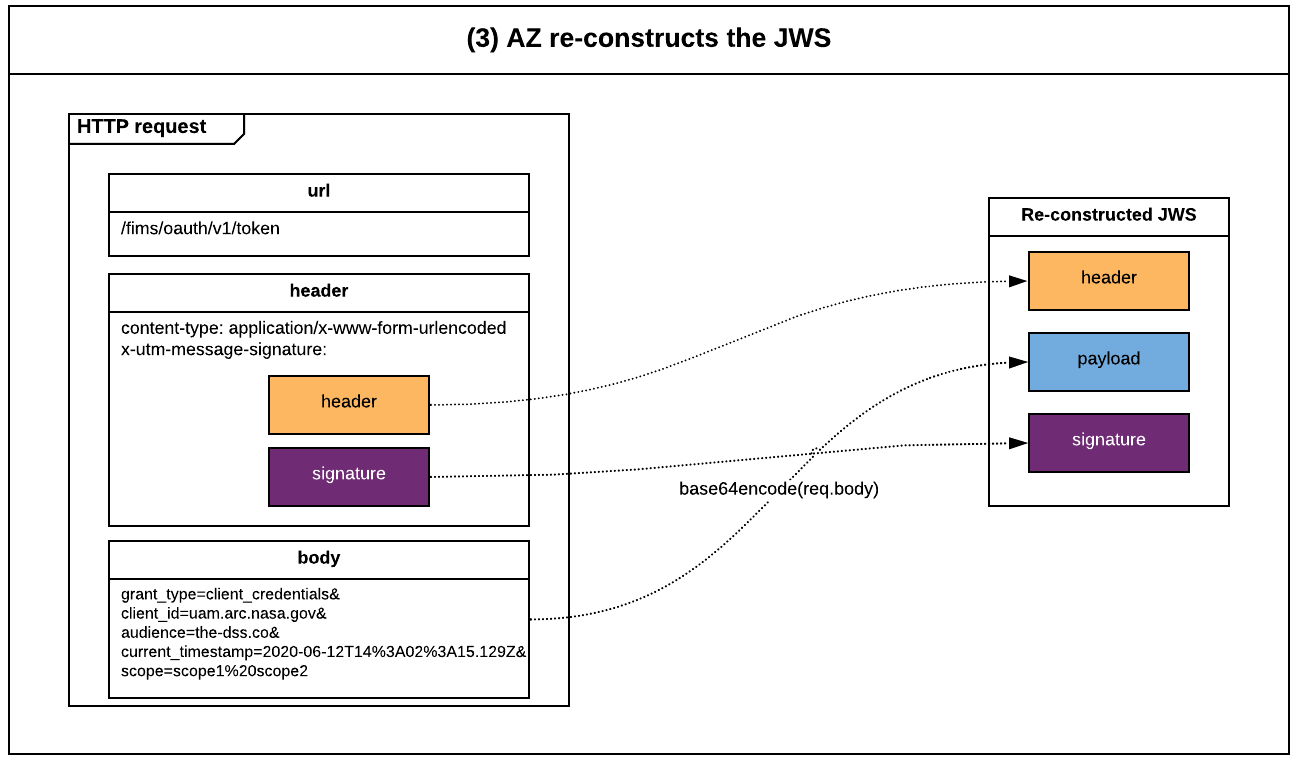 (3) AZ re-constructs the JWS
HTTP request
url
/fims/oauth/v1/token
header
content-type: application/x-www-form-urlencoded
x-utm-message-signature:
header
signature
body
grant_type=client_credentials&
client_id=uam.arc.nasa.gov&
audience=the-dss.co&
current_timestamp=2020-06-12T14%3A02%3A15.129Z&
scope=scope1%20scope2
base64encode(req.body)
Re-constructed JWS
header
payload
signature